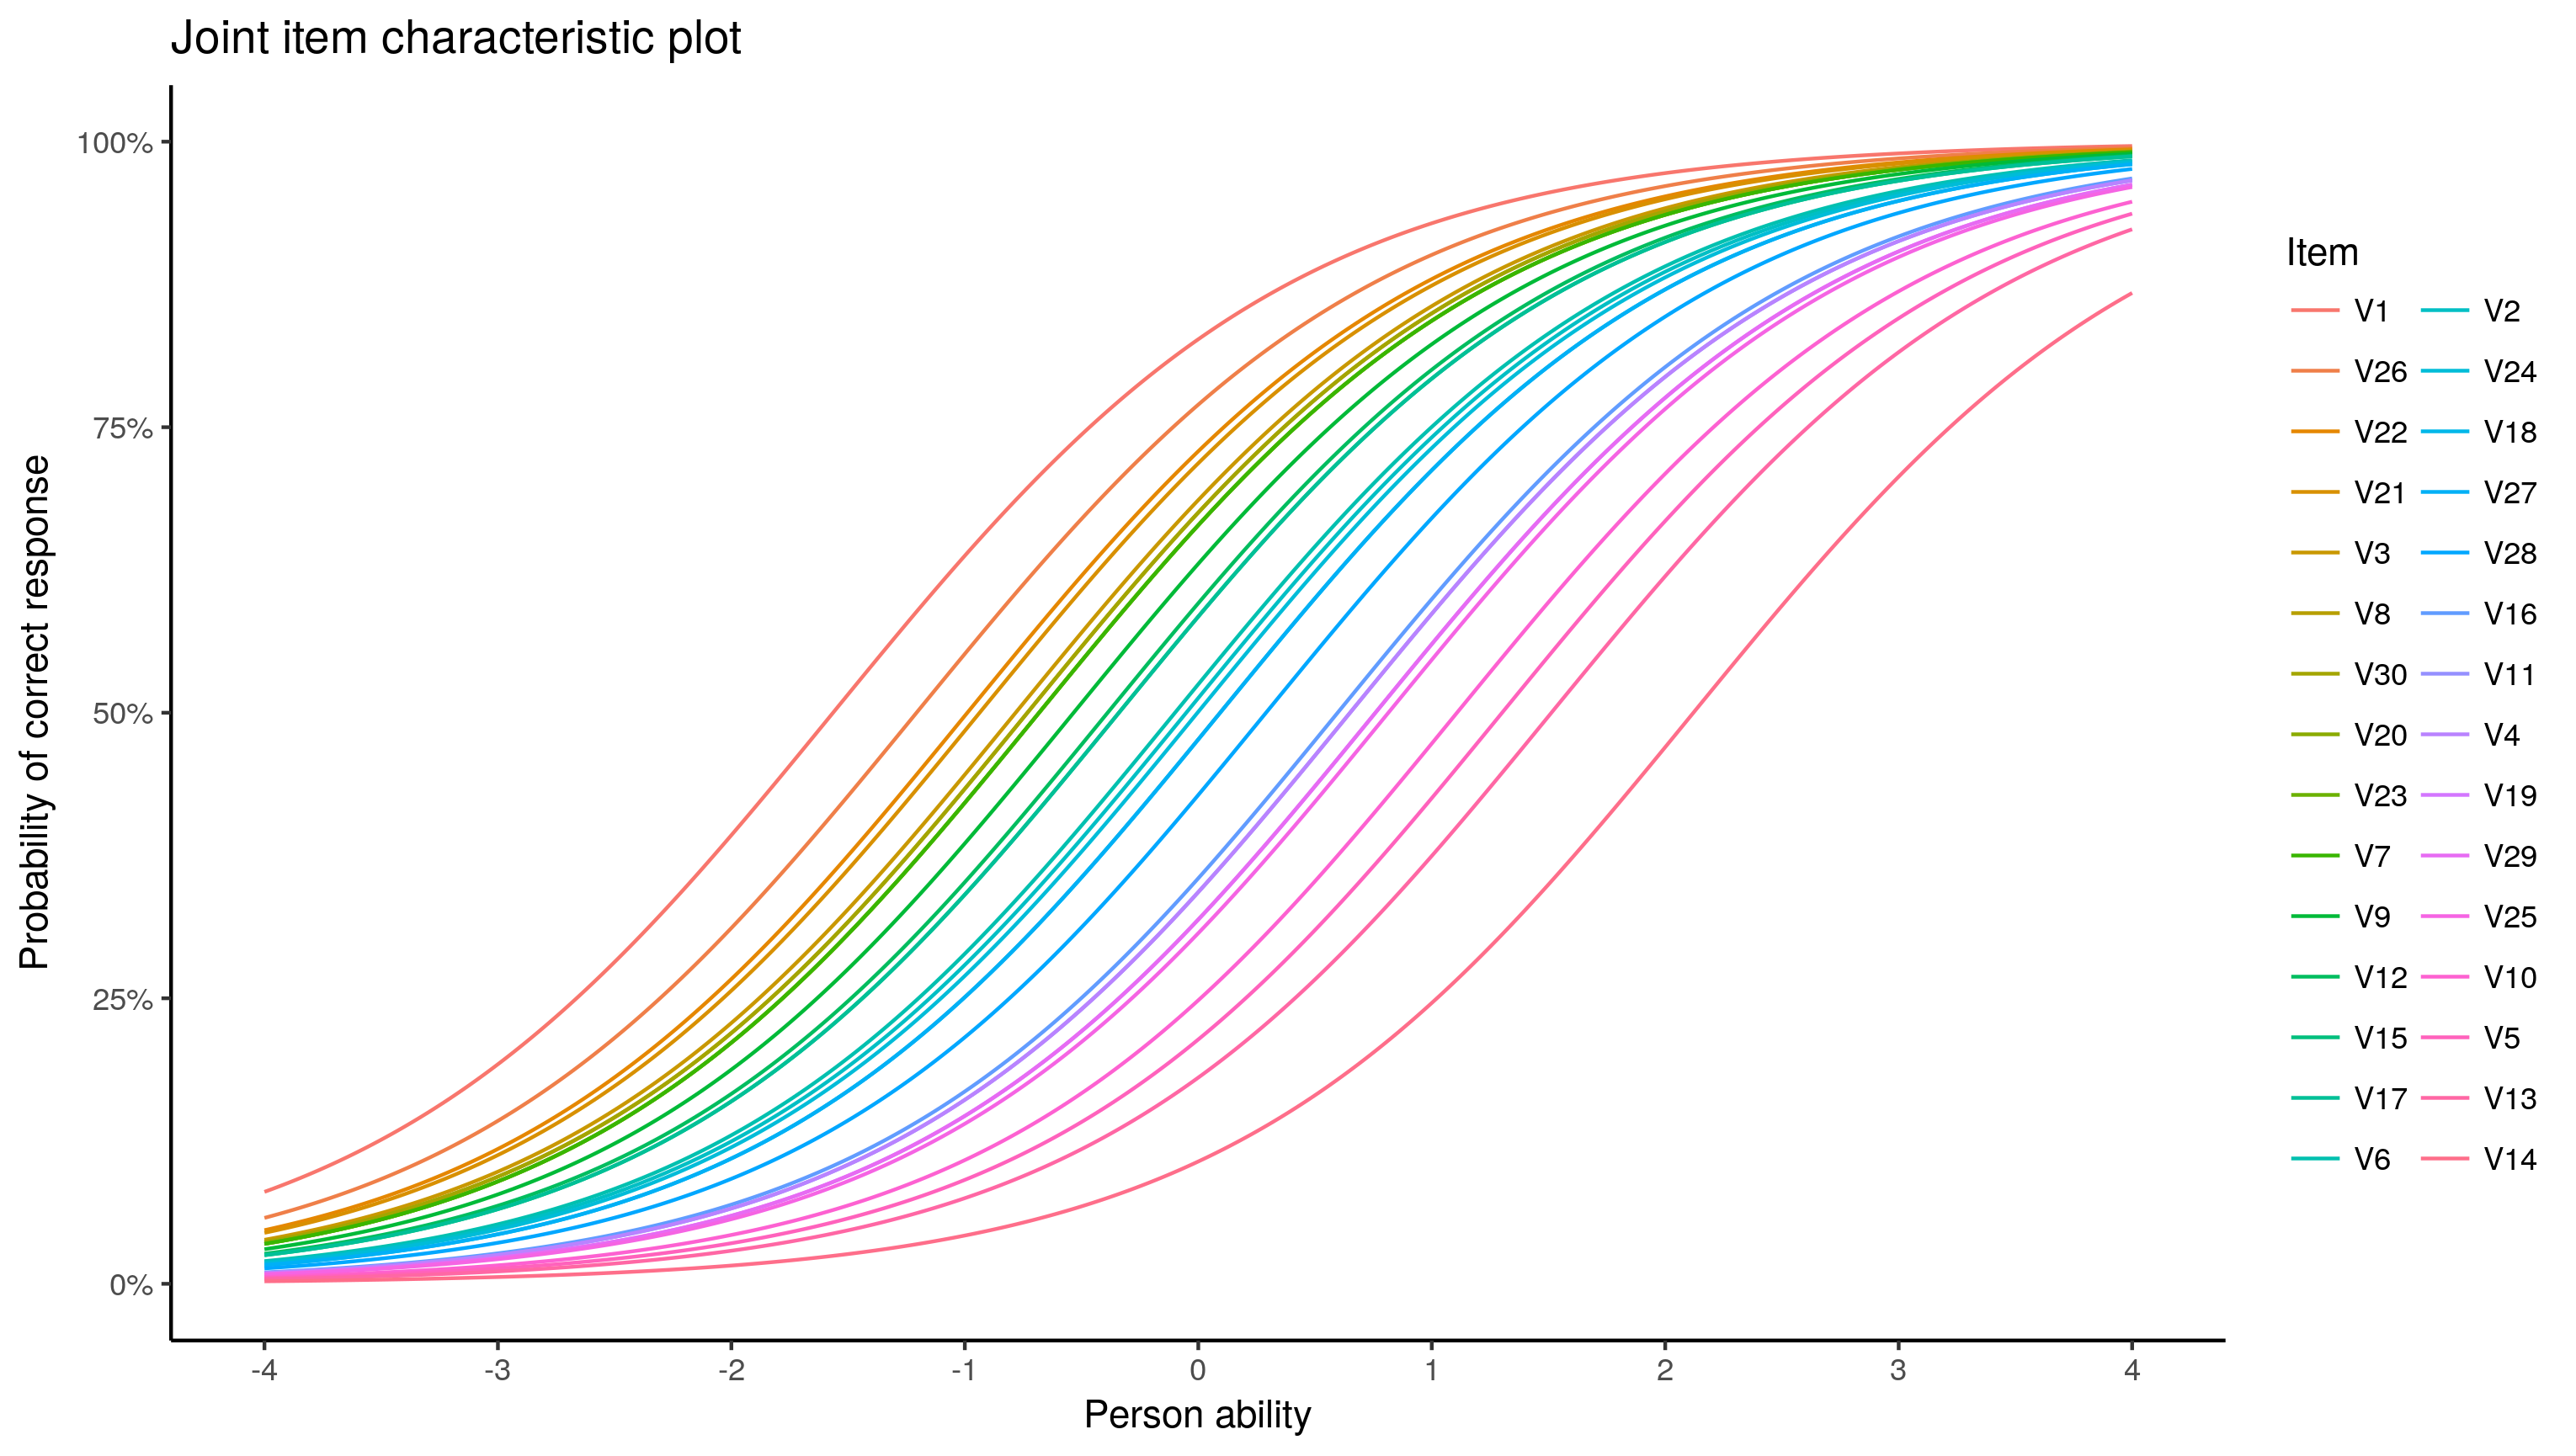 Joint item characteristic plot
Probability of correct response
100%
75%
50%
25%
0%
-4 -3 -2 -1 0 1 2 3 4
Person ability
Item
V1 V2
V26 V24
V22 V18
V21 V27
V3 V28
V8 V16
V30 V11
V20 V4
V23 V19
V7 V29
V9 V25
V12 V10
V15 V5
V17 V13
V6 V14